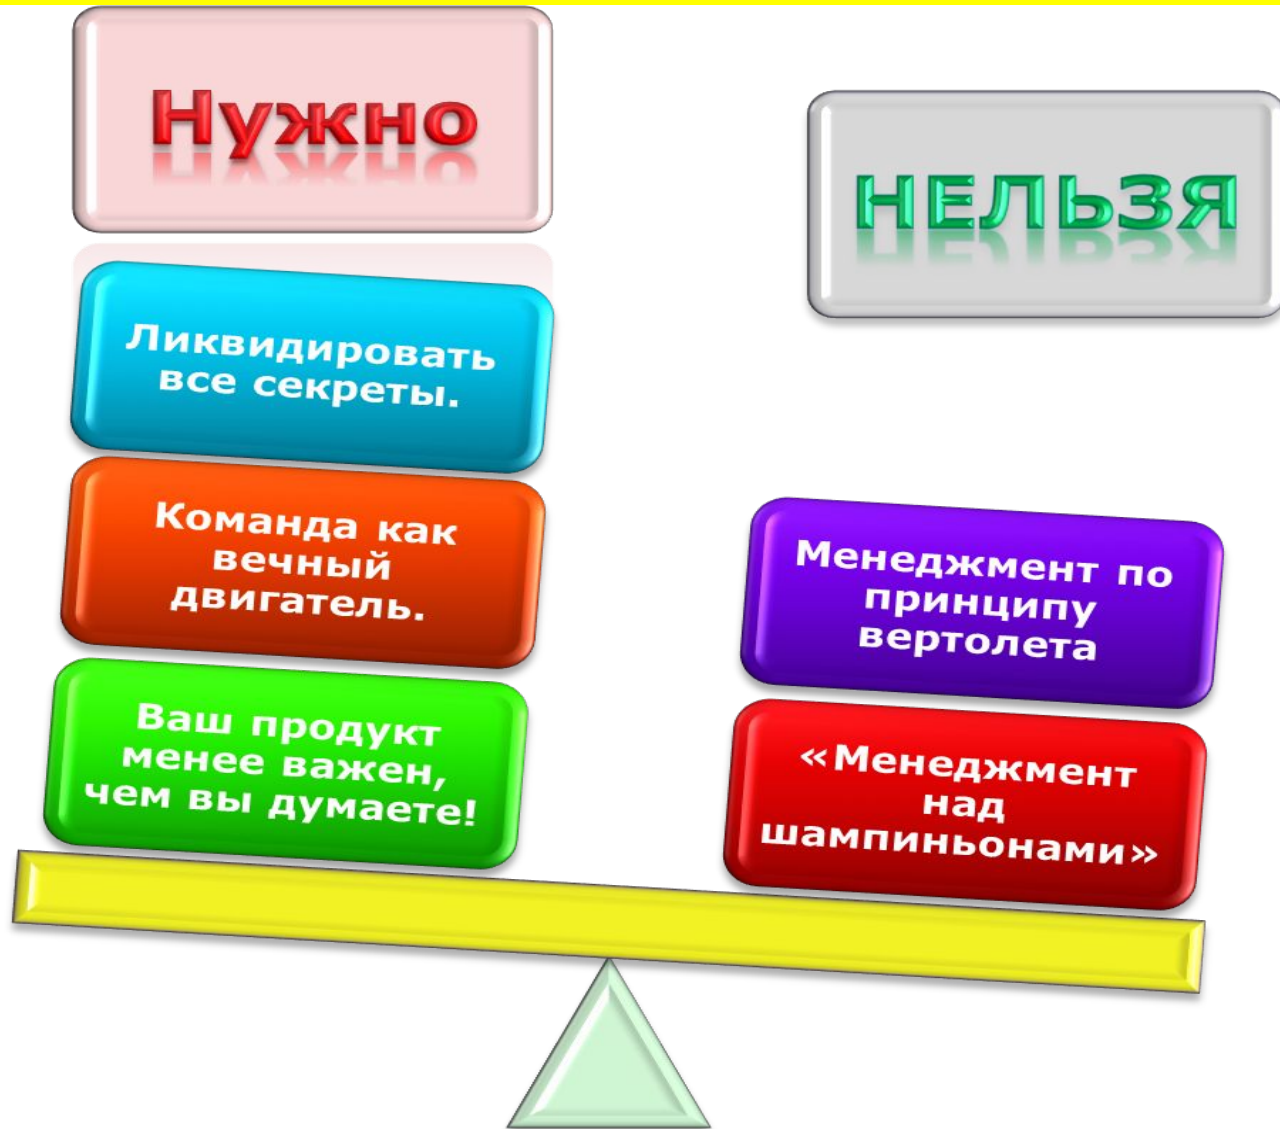 Нужно
Ликвидировать
все секреты.
Команда как
вечный
двигатель.
Ваш продукт
менее важен,
чем вы думаете!
НЕЛЬЗЯ
Менеджмент по
принципу
вертолета
«Менеджмент
над
шампиньонами»